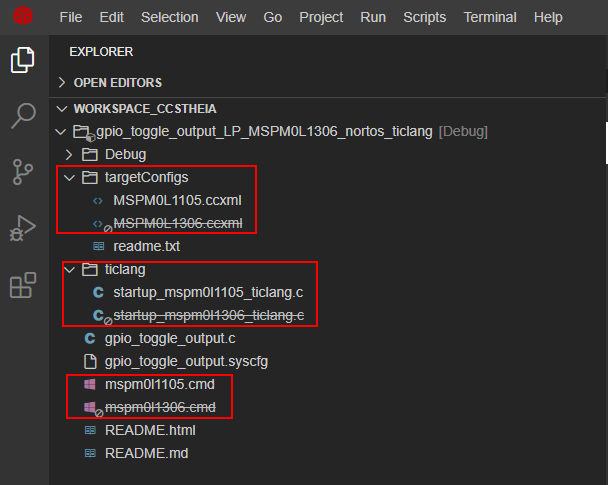 File Edit Selection View Go Project Run Scripts Terminal Help
EXPLORER
OPEN EDITORS
WORKSPACE_CCSTHEIA
gpio_toggle_output_LP_MSPM0L1306_nortos_ticlang [Debug]
Debug
targetConfigs
MSPM0L1105.ccxml
MSPM0L1306.ccxml
readme.txt
ticlang
startup_mspm0l1105_ticlang.c
startup_mspm0l1306_ticlang.c
gpio_toggle_output.c
gpio_toggle_output.syscfg
mspm0l1105.cmd
mspm0l1306.cmd
README.html
README.md